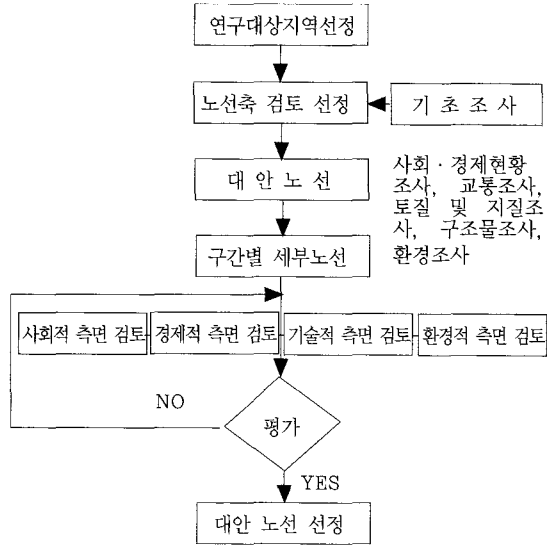 연구대상지역선정
노선축 검토 선정
기 초 조 사
대 안 노 선
사회·경제현황
조사, 교통조사,
토질 및 지질조
사, 구조물조사,
환경조사
구간별 세부노선
사회적 측면 검토
경제적 측면 검토
기술적 측면 검토
환경적 측면 검토
NO
평가
YES
대안 노선 선정